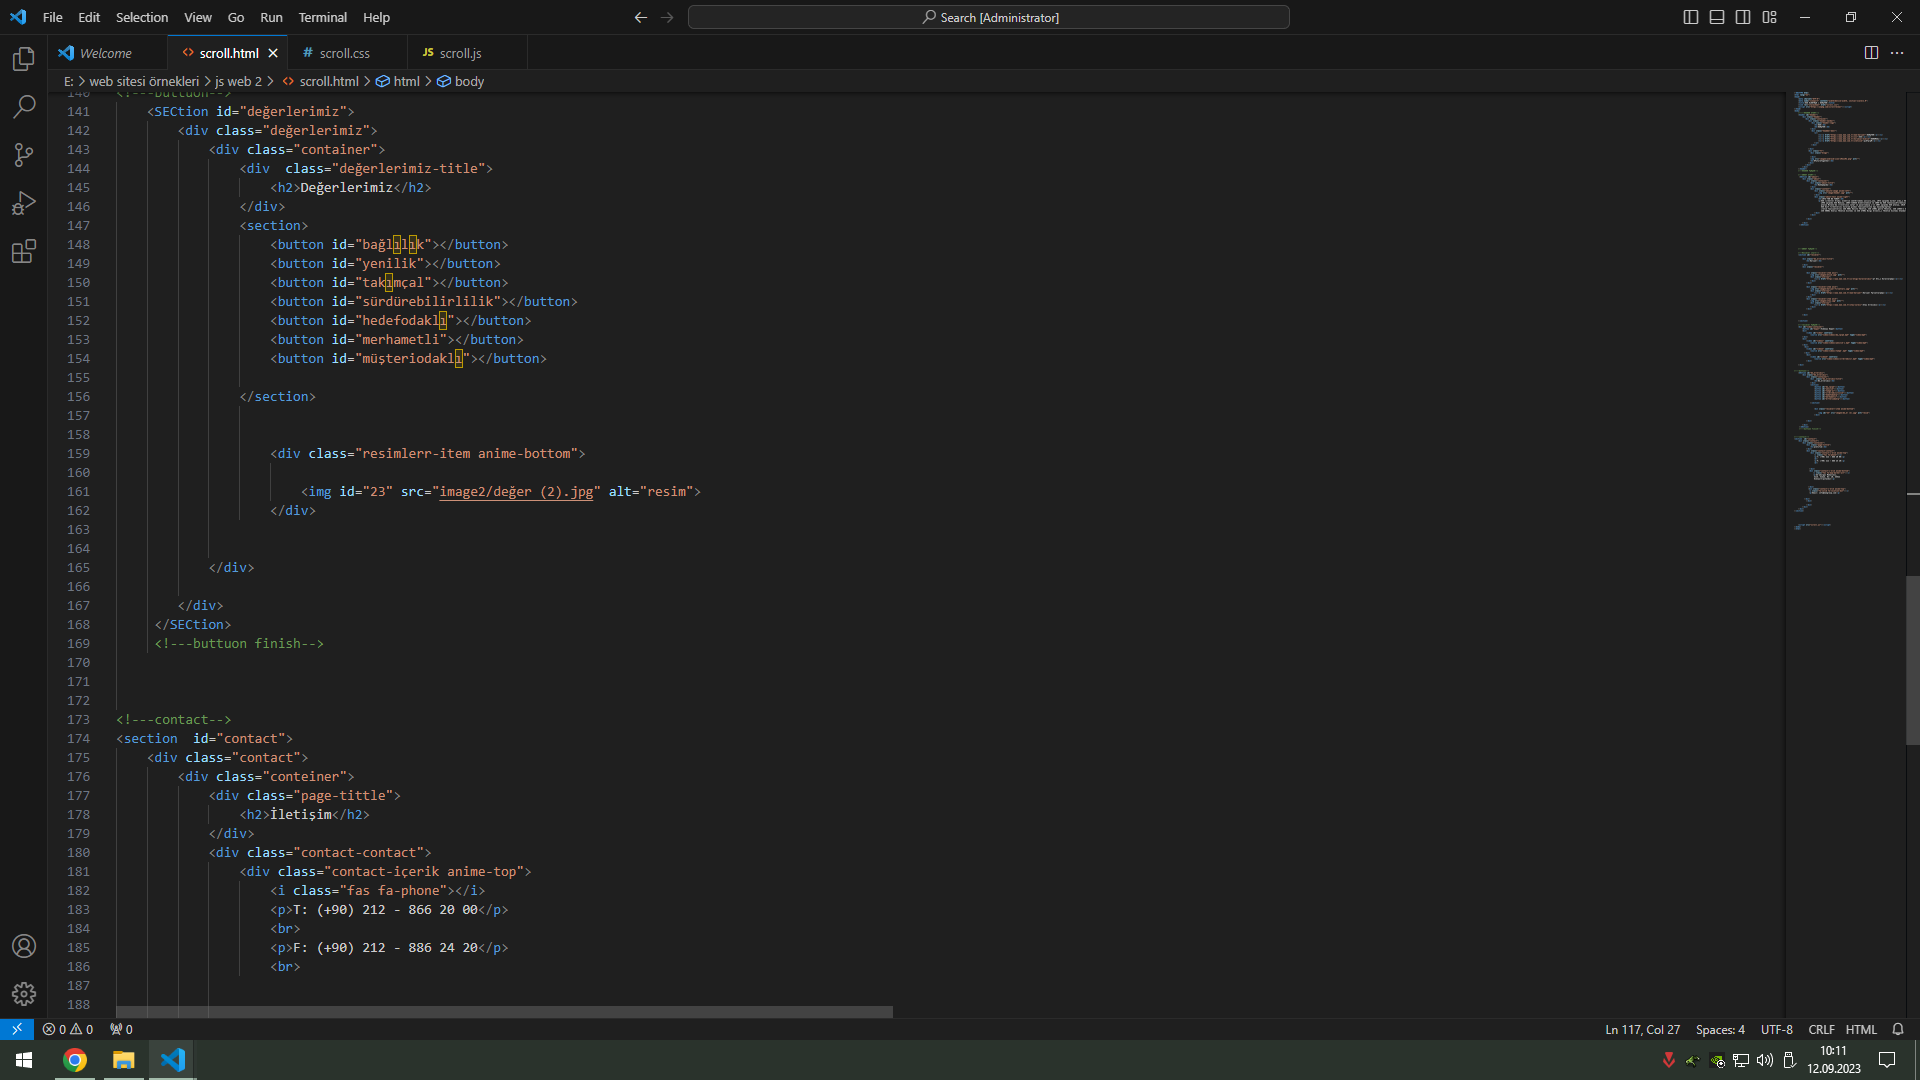 File Edit Selection View Go Run Terminal Help
Search [Administrator]
Welcome
<> scroll.html
# scroll.css
JS scroll.js
E: > web sitesi örnekleri > js web 2 > <> scroll.html > html > body
140 <!---buttuon-->
141 <SECtion id="değerlerimiz">
142 <div class="değerlerimiz">
143 <div class="container">
144 <div  class="değerlerimiz-title">
145 <h2>Değerlerimiz</h2>
146 </div>
147 <section>
148 <button id="bağlılık"></button>
149 <button id="yenilik"></button>
150 <button id="takımçal"></button>
151 <button id="sürdürebilirlilik"></button>
152 <button id="hedefodaklı"></button>
153 <button id="merhametli"></button>
154 <button id="müşteriodaklı"></button>
155
156 </section>
157
158
159 <div class="resimlerr-item anime-bottom">
160
161 <img id="23" src="image2/değer (2).jpg" alt="resim">
162 </div>
163
164
165 </div>
166
167 </div>
168 </SECtion>
169 <!---buttuon finish-->
170
171
172
173 <!---contact-->
174 <section  id="contact">
175 <div class="contact">
176 <div class="conteiner">
177 <div class="page-tittle">
178 <h2>İletişim</h2>
179 </div>
180 <div class="contact-contact">
181 <div class="contact-içerik anime-top">
182 <i class="fas fa-phone"></i>
183 <p>T: (+90) 212 - 866 20 00</p>
184 <br>
185 <p>F: (+90) 212 - 886 24 20</p>
186 <br>
187
188
0 0 0
Ln 117, Col 27 Spaces: 4 UTF-8 CRLF HTML
10:11
12.09.2023